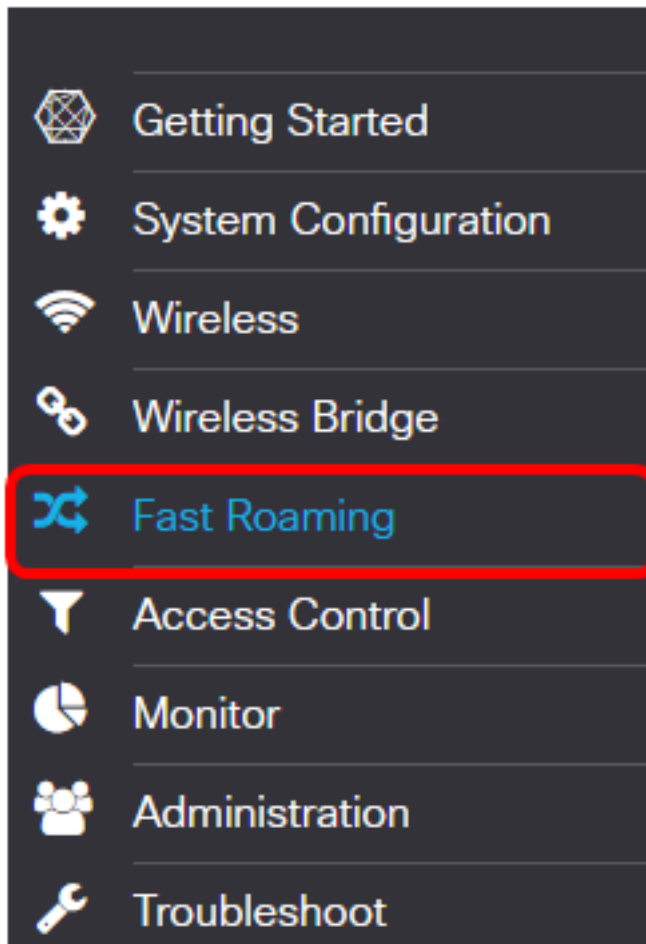 Getting Started
System Configuration
Wireless
Wireless Bridge
Fast Roaming
Access Control
Monitor
Administration
Troubleshoot